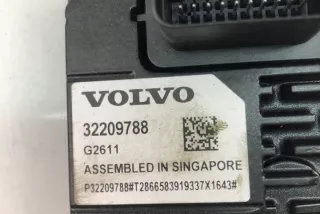 VOLVO
32209788
G2611
ASSEMBLED IN SINGAPORE
P32209788#T2866583919337X1643#